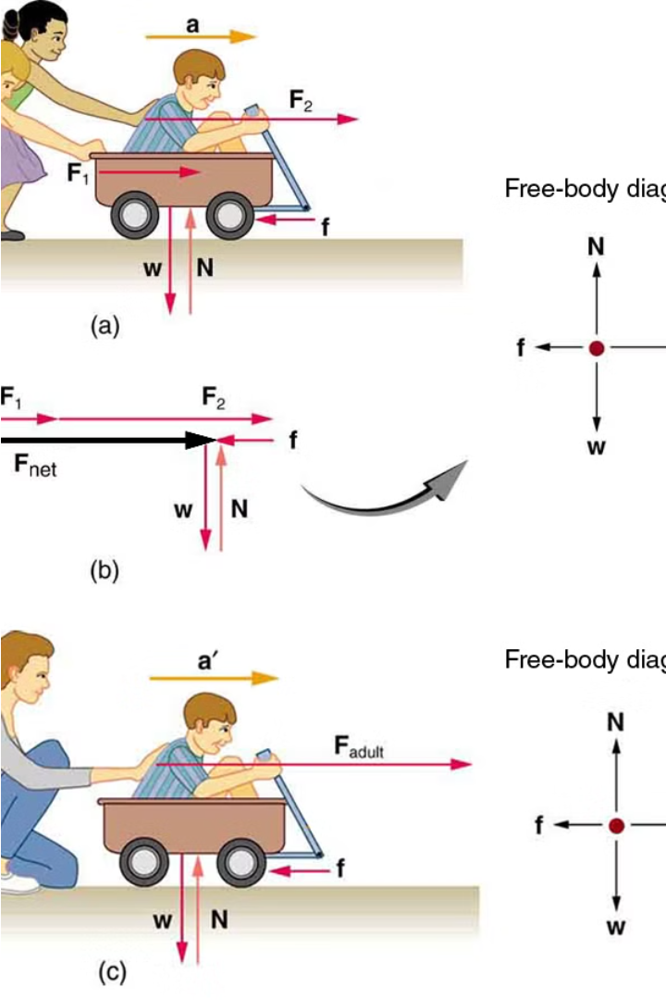 a
F₂
F₁
f
w N
(a)
Free-body diag
N
f
w
F₁ F₂
f
Fnet
w N
(b)
a′
Fadult
f
w N
(c)
Free-body diag
N
f
w